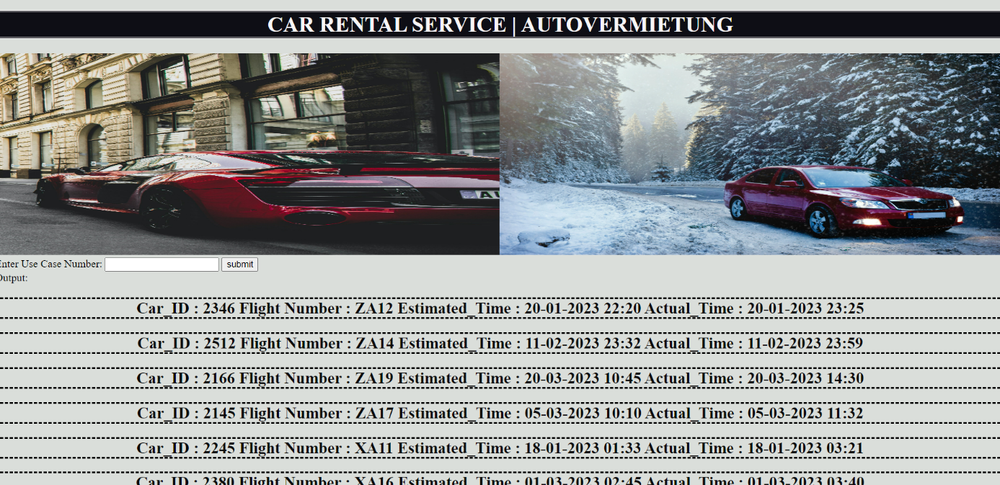 CAR RENTAL SERVICE | AUTOVERMIETUNG
AU
Enter Use Case Number:
submit
Output:
Car_ID : 2346 Flight Number : ZA12 Estimated_Time : 20-01-2023 22:20 Actual_Time : 20-01-2023 23:25
Car_ID : 2512 Flight Number : ZA14 Estimated_Time : 11-02-2023 23:32 Actual_Time : 11-02-2023 23:59
Car_ID : 2166 Flight Number : ZA19 Estimated_Time : 20-03-2023 10:45 Actual_Time : 20-03-2023 14:30
Car_ID : 2145 Flight Number : ZA17 Estimated_Time : 05-03-2023 10:10 Actual_Time : 05-03-2023 11:32
Car_ID : 2245 Flight Number : XA11 Estimated_Time : 18-01-2023 01:33 Actual_Time : 18-01-2023 03:21
Car_ID : 2380 Flight Number : XA16 Estimated_Time : 01-03-2023 02:45 Actual_Time : 01-03-2023 03:40